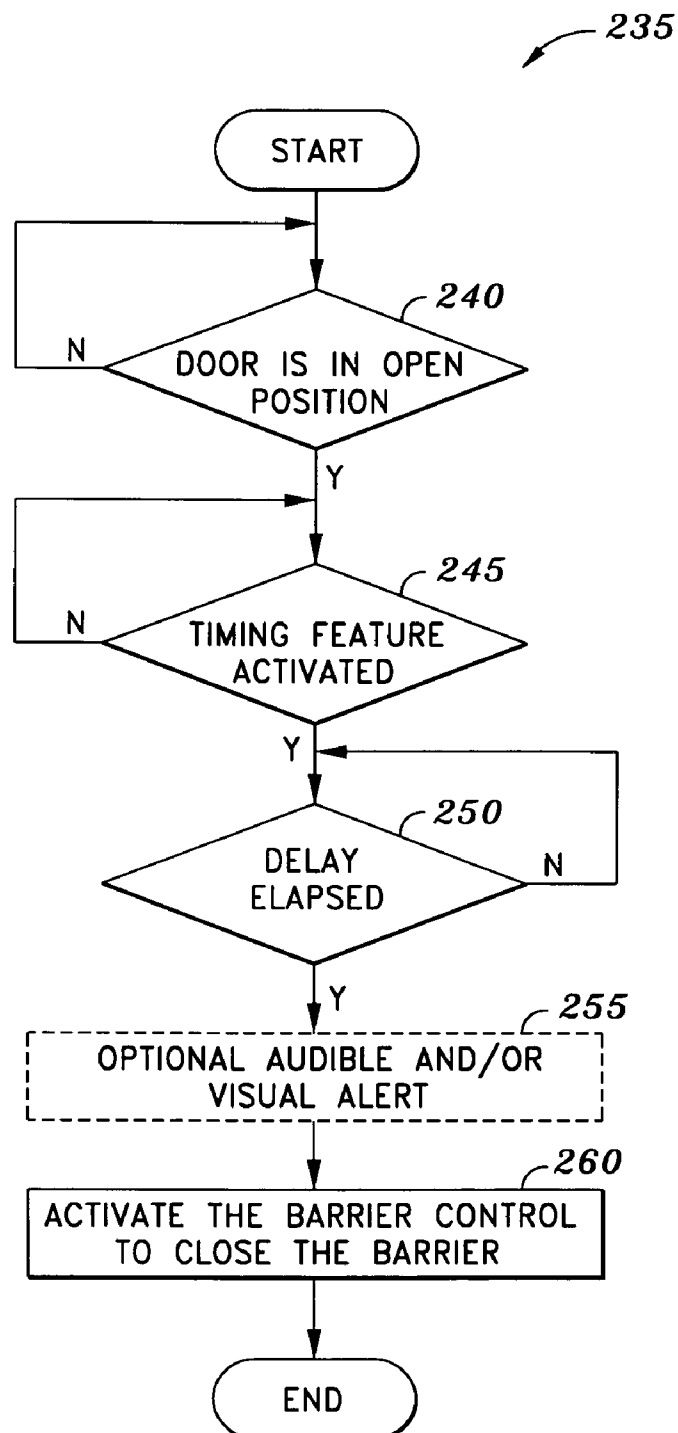 235
START
240
N
DOOR IS IN OPEN
POSITION
Y
245
N
TIMING FEATURE
ACTIVATED
Y
250
DELAY
ELAPSED
N
Y
255
OPTIONAL AUDIBLE AND/OR
VISUAL ALERT
260
ACTIVATE THE BARRIER CONTROL
TO CLOSE THE BARRIER
END